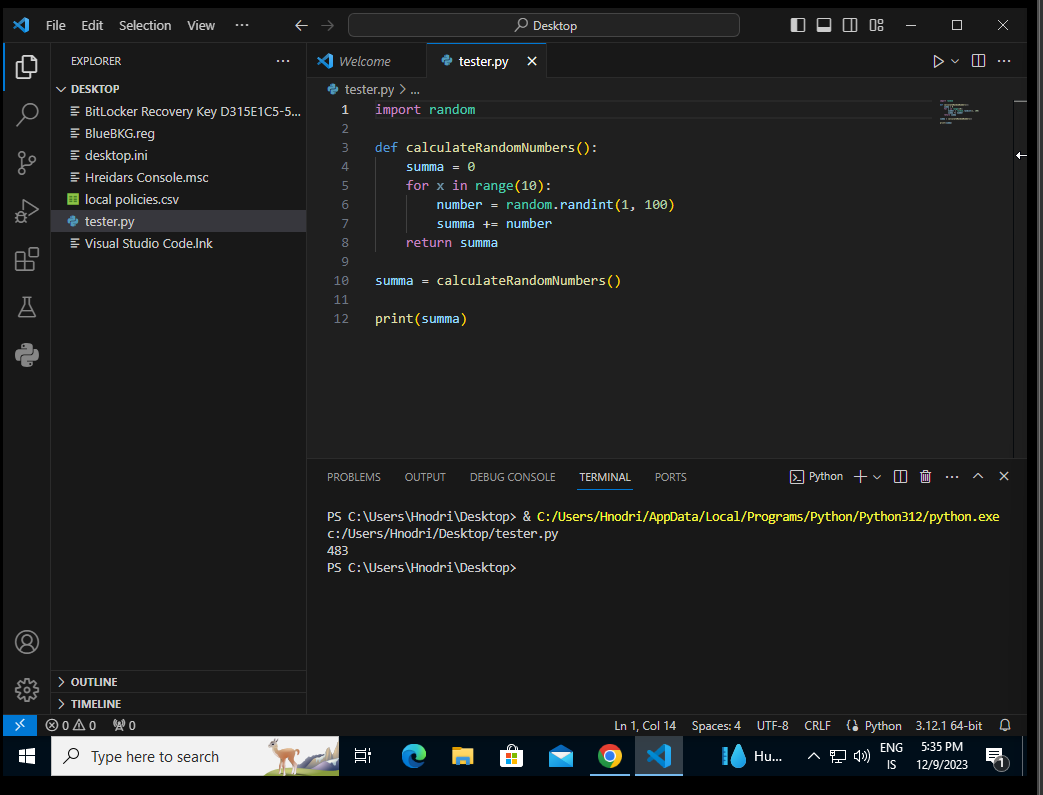 File Edit Selection View ··· Desktop
EXPLORER ···
DESKTOP
BitLocker Recovery Key D315E1C5-5...
BlueBKG.reg
desktop.ini
Hreidars Console.msc
local policies.csv
tester.py
Visual Studio Code.lnk
OUTLINE
TIMELINE
Welcome tester.py
tester.py > ...
1 import random
2
3 def calculateRandomNumbers():
4 summa = 0
5 for x in range(10):
6 number = random.randint(1, 100)
7 summa += number
8 return summa
9
10 summa = calculateRandomNumbers()
11
12 print(summa)
PROBLEMS OUTPUT DEBUG CONSOLE TERMINAL PORTS Python
PS C:\Users\Hnodri\Desktop> & C:/Users/Hnodri/AppData/Local/Programs/Python/Python312/python.exe
c:/Users/Hnodri/Desktop/tester.py
483
PS C:\Users\Hnodri\Desktop>
0 0 0 Ln 1, Col 14 Spaces: 4 UTF-8 CRLF Python 3.12.1 64-bit
Type here to search Hu... ENG 5:35 PM
IS 12/9/2023 1